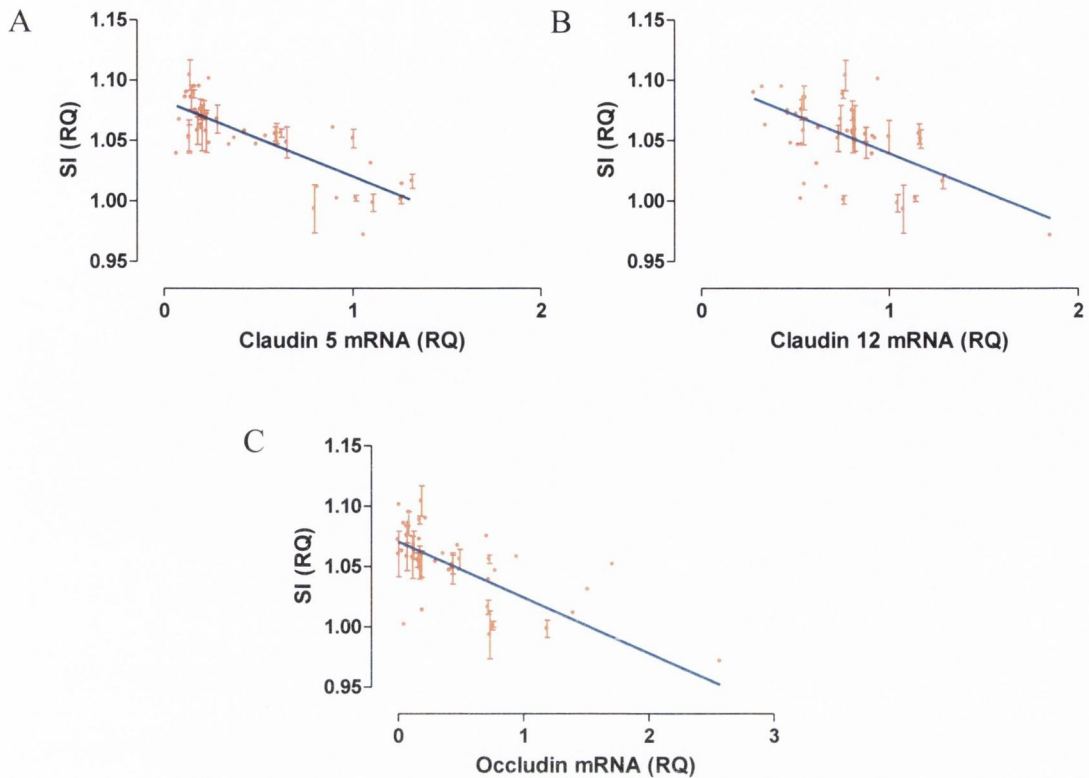 A
SI (RQ)
1.15
1.10
1.05
1.00
0.95
0
1
2
Claudin 5 mRNA (RQ)
B
SI (RQ)
1.15
1.10
1.05
1.00
0.95
0
1
2
Claudin 12 mRNA (RQ)
C
SI (RQ)
1.15
1.10
1.05
1.00
0.95
0
1
2
3
Occludin mRNA (RQ)